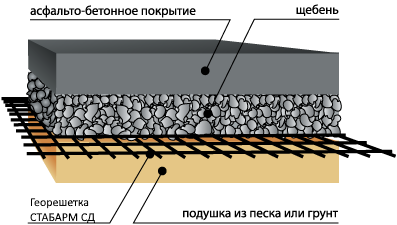 асфальто-бетонное покрытие
щебень
Георешетка
СТАБАРМ СД
подушка из песка или грунт